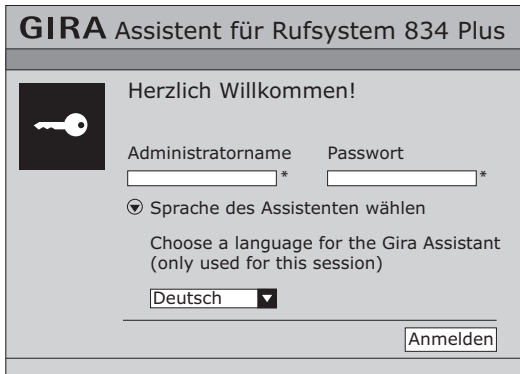 GIRA Assistent für Rufsystem 834 Plus
Herzlich Willkommen!
Administratorname Passwort
* *
Sprache des Assistenten wählen
Choose a language for the Gira Assistant
(only used for this session)
Deutsch
Anmelden